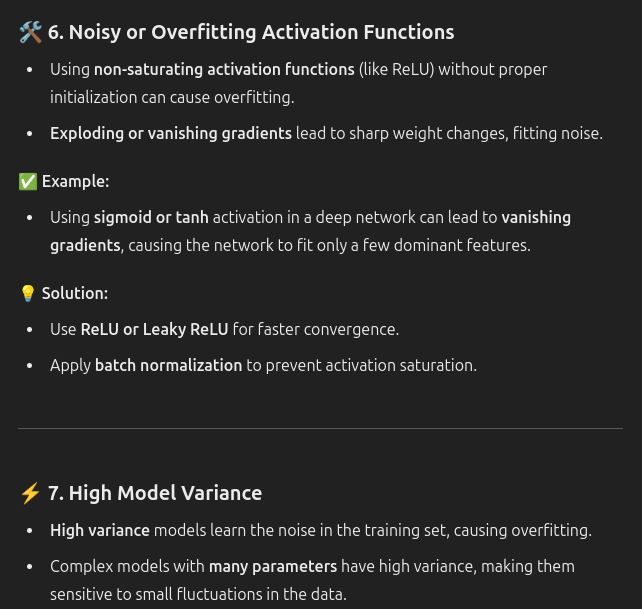 🛠️ 6. Noisy or Overfitting Activation Functions
• Using non-saturating activation functions (like ReLU) without proper
initialization can cause overfitting.
• Exploding or vanishing gradients lead to sharp weight changes, fitting noise.
✅ Example:
• Using sigmoid or tanh activation in a deep network can lead to vanishing
gradients, causing the network to fit only a few dominant features.
💡 Solution:
• Use ReLU or Leaky ReLU for faster convergence.
• Apply batch normalization to prevent activation saturation.
⚡ 7. High Model Variance
• High variance models learn the noise in the training set, causing overfitting.
• Complex models with many parameters have high variance, making them
sensitive to small fluctuations in the data.